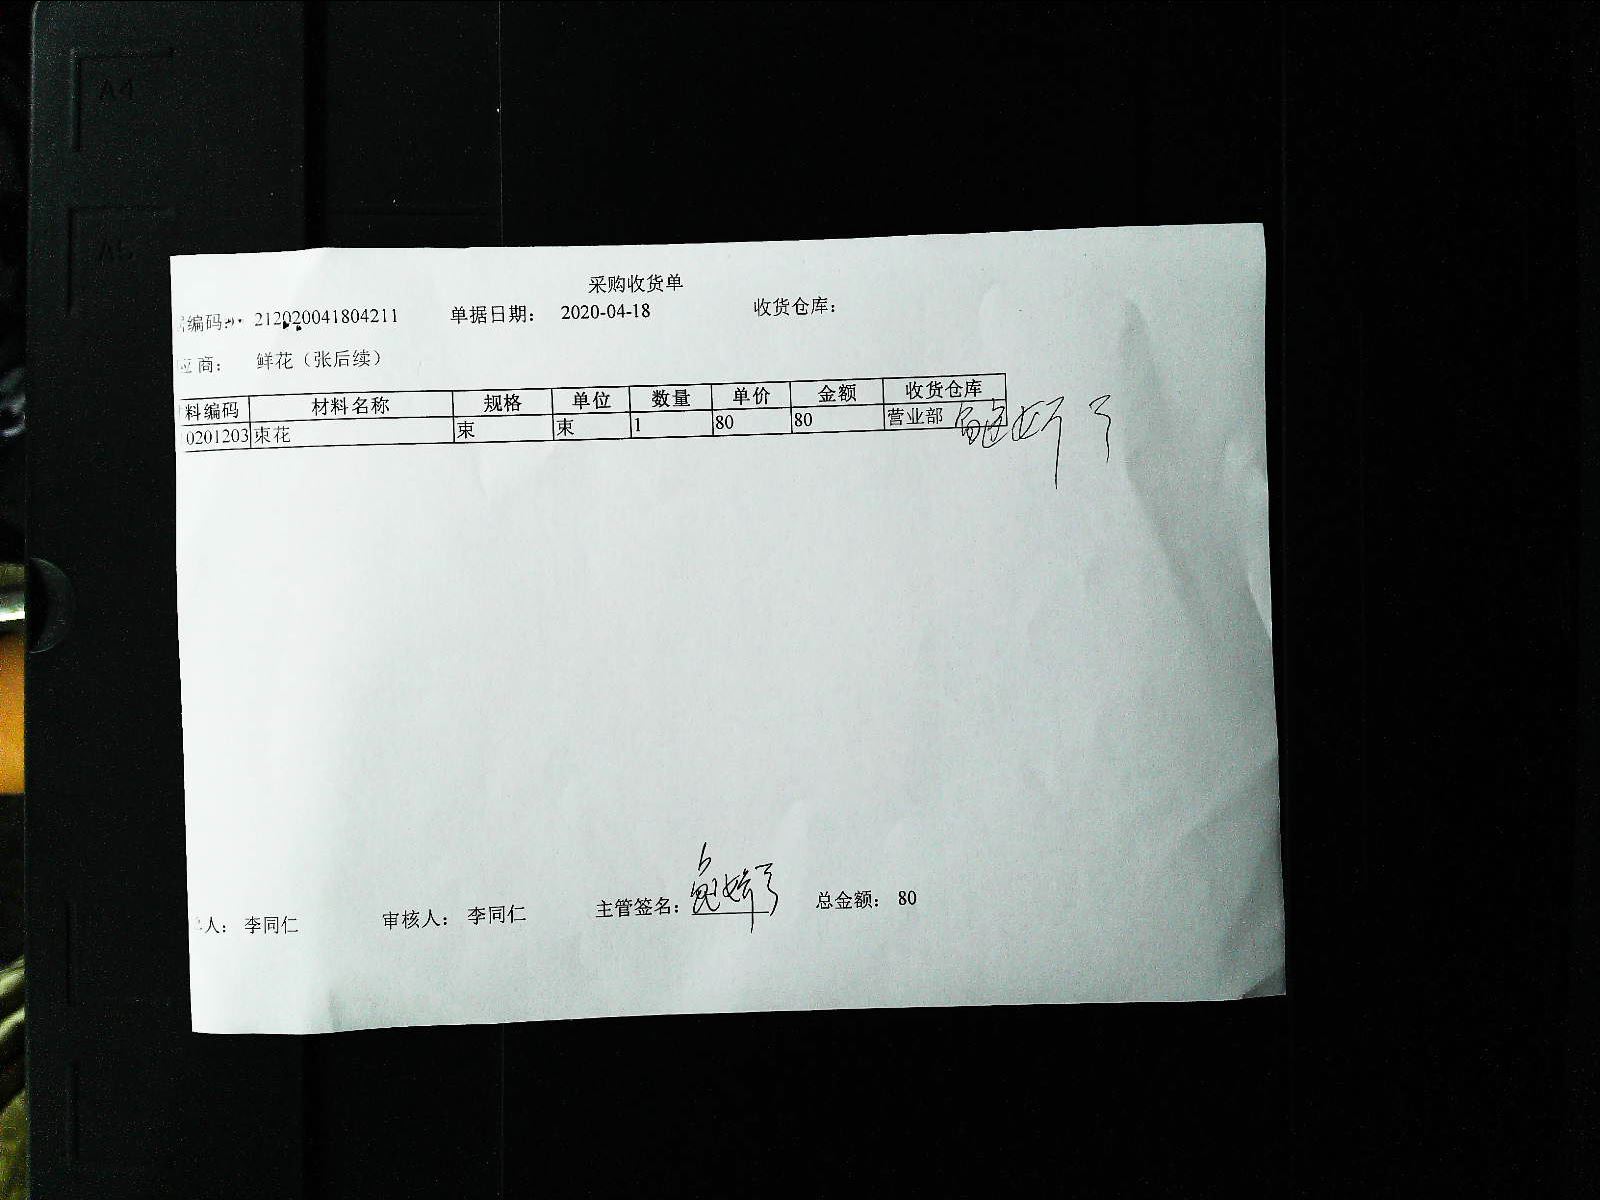 A4
A5
采购收货单
编码: 212020041804211 单据日期: 2020-04-18 收货仓库:
应商: 鲜花（张后续）
料编码 材料名称 规格 单位 数量 单价 金额 收货仓库
0201203 束花 束 束 1 80 80 营业部
人: 李同仁 审核人: 李同仁 主管签名: 总金额: 80